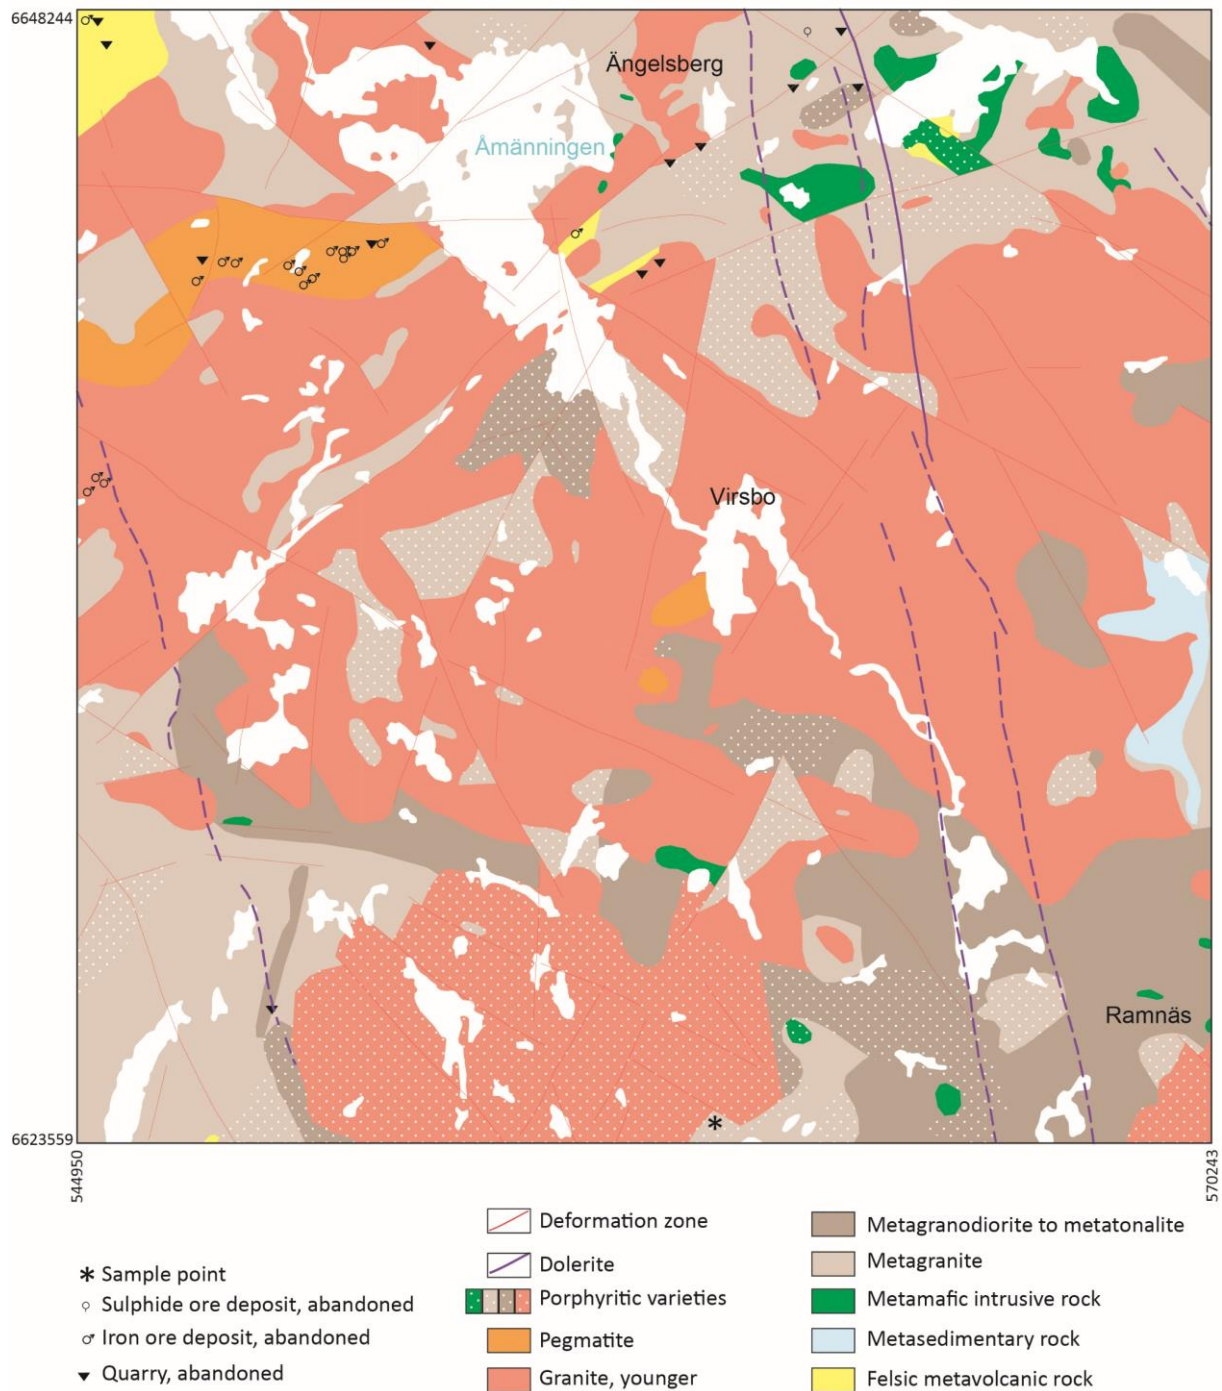 6648244
Ängelsberg
Åmänningen
Virsbo
Ramnäs
6623559
544950
570243
Sample point
Sulphide ore deposit, abandoned
Iron ore deposit, abandoned
Quarry, abandoned
Deformation zone
Dolerite
Porphyritic varieties
Pegmatite
Granite, younger
Metagranodiorite to metatonalite
Metagranite
Metamafic intrusive rock
Metasedimentary rock
Felsic metavolcanic rock